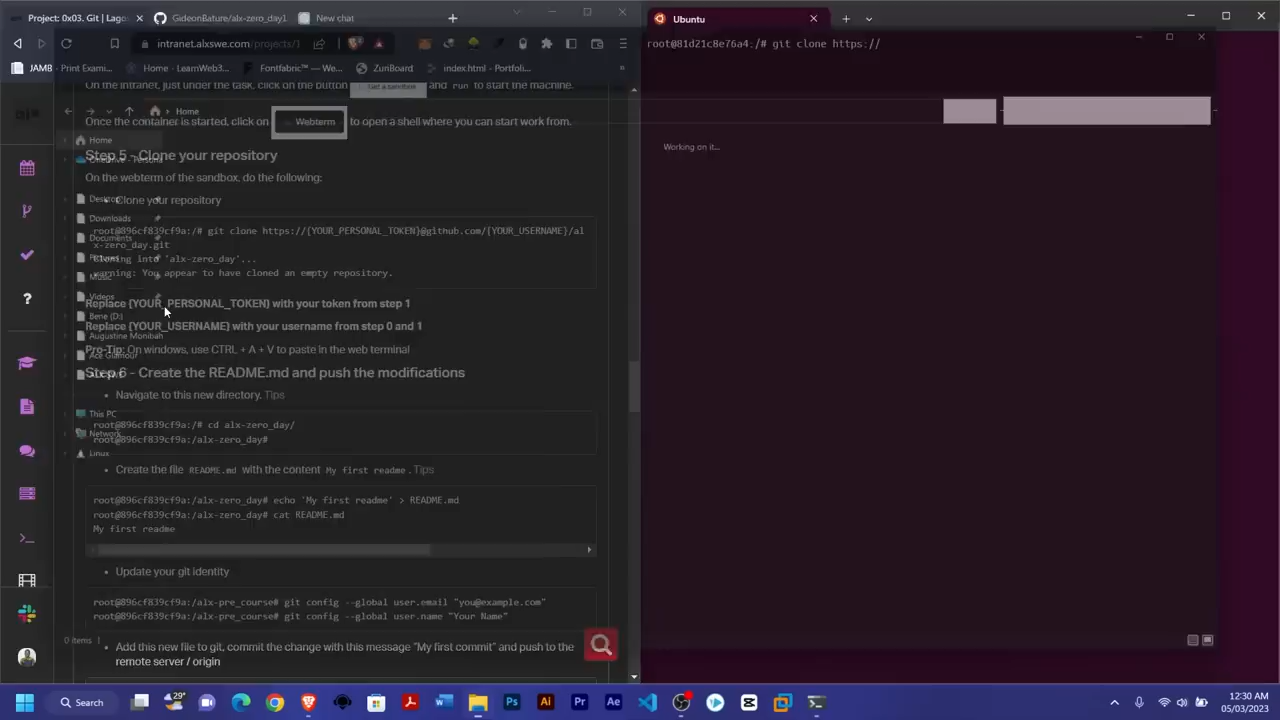 Project: 0x03. Git | Lago
GideonBature/alx-zero_day1
New chat
Ubuntu
intranet.alxswe.com/projects/1
root@81d21c8e76a4:/# git clone https://
JAMB - Print Exami...
Home - LearnWeb3...
Fontfabric™ — We...
ZuriBoard
index.html - Portfoli...
On the intranet, just under the task, click on the button Get a sandbox and run to start the machine.
Home
Once the container is started, click on Webterm to open a shell where you can start work from.
Home
Working on it...
Step 5 - Clone your repository
On the webterm of the sandbox, do the following:
Desktop
Clone your repository
Downloads
root@896cf839cf9a:/# git clone https://{YOUR_PERSONAL_TOKEN}@github.com/{YOUR_USERNAME}/al
Documents
x-zero_day.git
Cloning into 'alx-zero_day'...
Music
warning: You appear to have cloned an empty repository.
Videos
Replace {YOUR_PERSONAL_TOKEN} with your token from step 1
Bene (D:)
Replace {YOUR_USERNAME} with your username from step 0 and 1
Augustine Monibah
Pro-Tip: On windows, use CTRL + A + V to paste in the web terminal
Ace Glamour
Step 6 - Create the README.md and push the modifications
Navigate to this new directory. Tips
This PC
root@896cf839cf9a:/# cd alx-zero_day/
Network
root@896cf839cf9a:/alx-zero_day#
Linux
Create the file README.md with the content My first readme. Tips
root@896cf839cf9a:/alx-zero_day# echo 'My first readme' > README.md
root@896cf839cf9a:/alx-zero_day# cat README.md
My first readme
Update your git identity
root@896cf839cf9a:/alx-pre_course# git config --global user.email "you@example.com"
root@896cf839cf9a:/alx-pre_course# git config --global user.name "Your Name"
0 items
Add this new file to git, commit the change with this message "My first commit" and push to the
remote server / origin
Search
29°
12:30 AM
05/03/2023